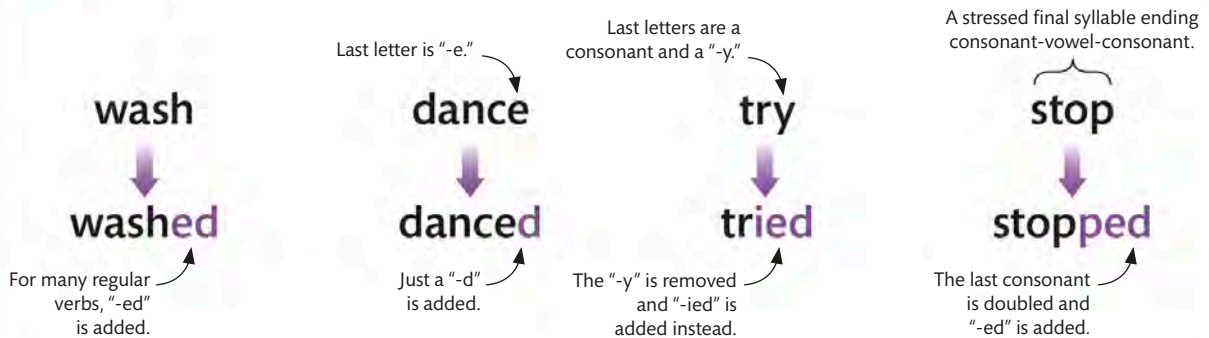 wash
washed
For many regular
verbs, “-ed”
is added.
Last letter is “-e.”
dance
danced
Just a “-d”
is added.
Last letters are a
consonant and a “-y.”
try
tried
The “-y” is removed
and “-ied” is
added instead.
A stressed final syllable ending
consonant-vowel-consonant.
stop
stopped
The last consonant
is doubled and
“-ed” is added.